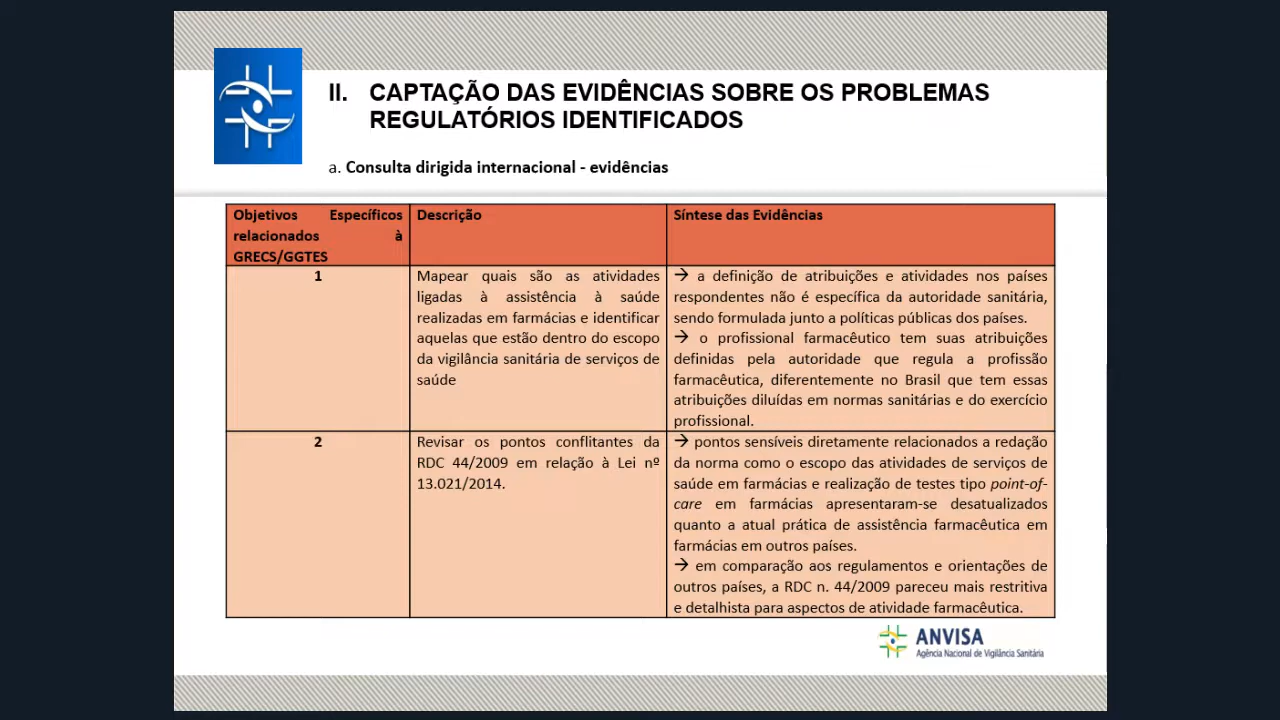 II. CAPTAÇÃO DAS EVIDÊNCIAS SOBRE OS PROBLEMAS
REGULATÓRIOS IDENTIFICADOS
a. Consulta dirigida internacional - evidências
Objetivos Específicos
relacionados à
GRECS/GGTES
Descrição
Síntese das Evidências
1
Mapear quais são as atividades
ligadas à assistência à saúde
realizadas em farmácias e identificar
aquelas que estão dentro do escopo
da vigilância sanitária de serviços de
saúde
→ a definição de atribuições e atividades nos países
respondentes não é específica da autoridade sanitária,
sendo formulada junto a políticas públicas dos países.
→ o profissional farmacêutico tem suas atribuições
definidas pela autoridade que regula a profissão
farmacêutica, diferentemente no Brasil que tem essas
atribuições diluídas em normas sanitárias e do exercício
profissional.
2
Revisar os pontos conflitantes da
RDC 44/2009 em relação à Lei nº
13.021/2014.
→ pontos sensíveis diretamente relacionados a redação
da norma como o escopo das atividades de serviços de
saúde em farmácias e realização de testes tipo point-of-
care em farmácias apresentaram-se desatualizados
quanto a atual prática de assistência farmacêutica em
farmácias em outros países.
→ em comparação aos regulamentos e orientações de
outros países, a RDC n. 44/2009 pareceu mais restritiva
e detalhista para aspectos de atividade farmacêutica.
ANVISA
Agência Nacional de Vigilância Sanitária